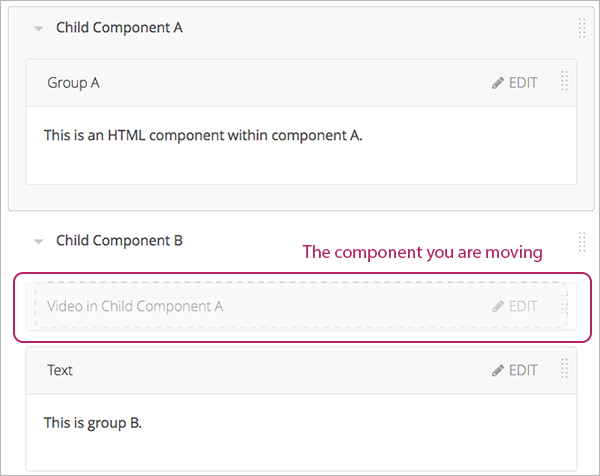 Child Component A
Group A EDIT
This is an HTML component within component A.
Child Component B
The component you are moving
Video in Child Component A EDIT
Text EDIT
This is group B.